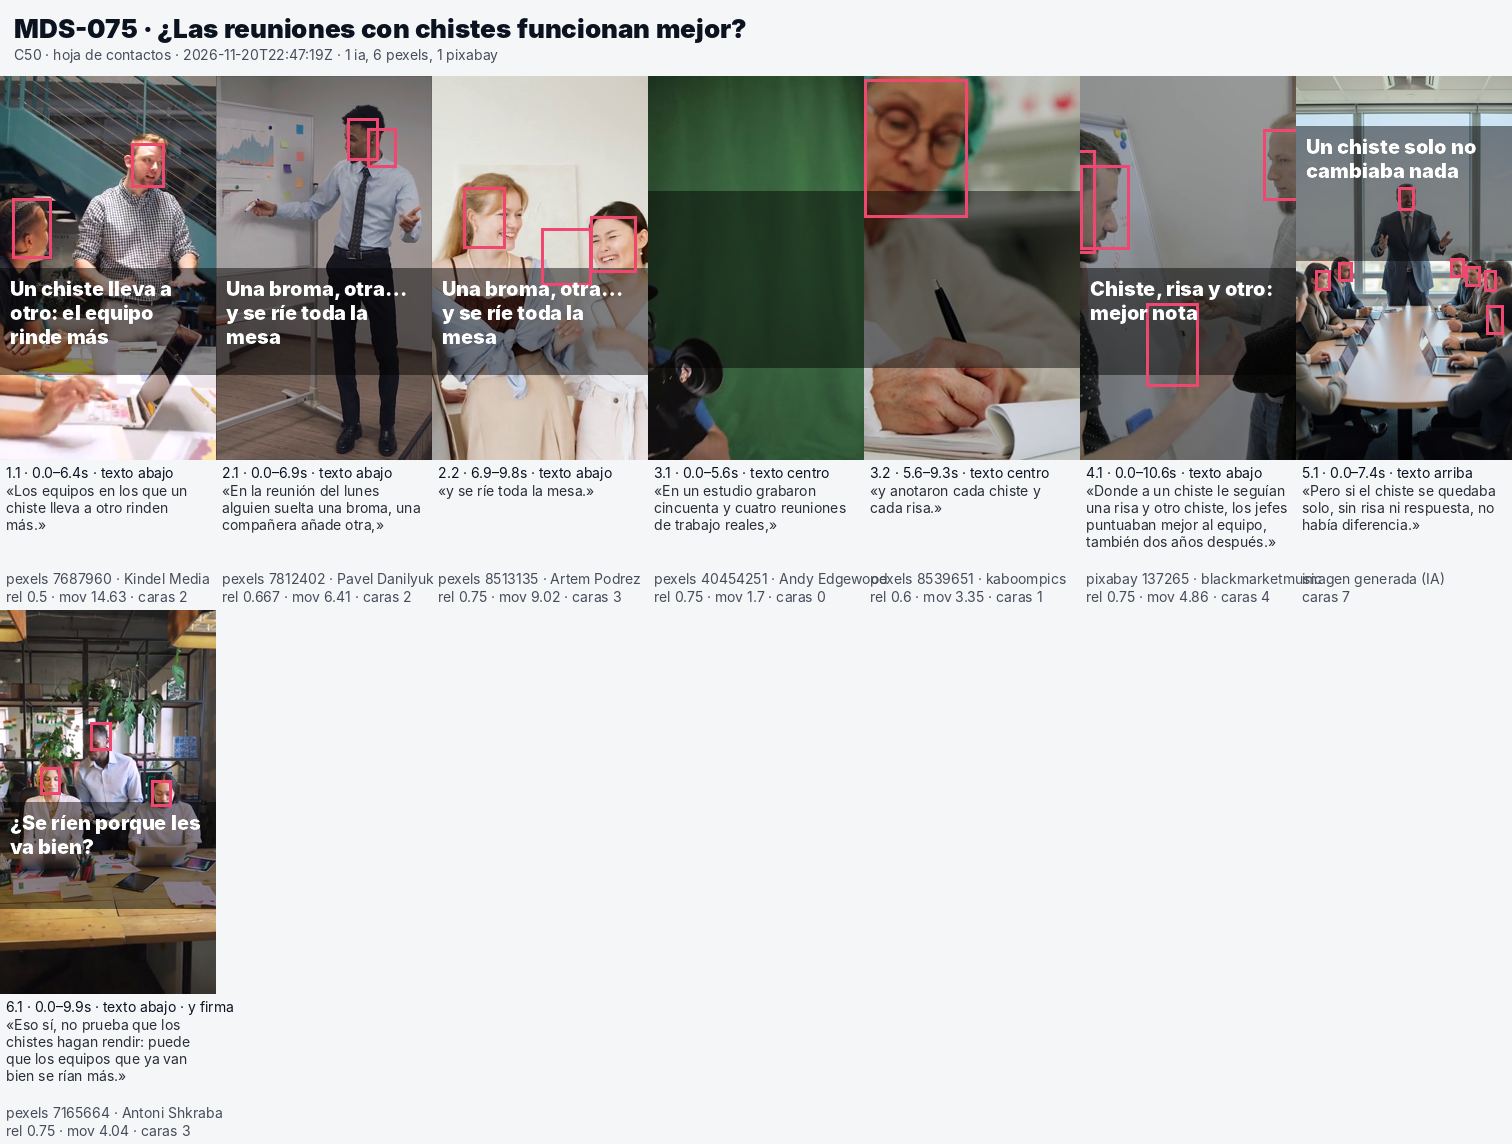 MDS-075 · ¿Las reuniones con chistes funcionan mejor?
C50 · hoja de contactos · 2026-11-20T22:47:19Z · 1 ia, 6 pexels, 1 pixabay
Un chiste lleva a
otro: el equipo
rinde más
1.1 · 0.0–6.4s · texto abajo
«Los equipos en los que un
chiste lleva a otro rinden
más.»
pexels 7687960 · Kindel Media
rel 0.5 · mov 14.63 · caras 2
Una broma, otra...
y se ríe toda la
mesa
2.1 · 0.0–6.9s · texto abajo
«En la reunión del lunes
alguien suelta una broma, una
compañera añade otra,»
pexels 7812402 · Pavel Danilyuk
rel 0.667 · mov 6.41 · caras 2
Una broma, otra...
y se ríe toda la
mesa
2.2 · 6.9–9.8s · texto abajo
«y se ríe toda la mesa.»
pexels 8513135 · Artem Podrez
rel 0.75 · mov 9.02 · caras 3
3.1 · 0.0–5.6s · texto centro
«En un estudio grabaron
cincuenta y cuatro reuniones
de trabajo reales,»
pexels 40454251 · Andy Edgewood
rel 0.75 · mov 1.7 · caras 0
3.2 · 5.6–9.3s · texto centro
«y anotaron cada chiste y
cada risa.»
pexels 8539651 · kaboompics
rel 0.6 · mov 3.35 · caras 1
Chiste, risa y otro:
mejor nota
4.1 · 0.0–10.6s · texto abajo
«Donde a un chiste le seguían
una risa y otro chiste, los jefes
puntuaban mejor al equipo,
también dos años después.»
pixabay 137265 · blackmarketmusic
rel 0.75 · mov 4.86 · caras 4
Un chiste solo no
cambiaba nada
5.1 · 0.0–7.4s · texto arriba
«Pero si el chiste se quedaba
solo, sin risa ni respuesta, no
había diferencia.»
imagen generada (IA)
caras 7
¿Se ríen porque les
va bien?
6.1 · 0.0–9.9s · texto abajo · y firma
«Eso sí, no prueba que los
chistes hagan rendir: puede
que los equipos que ya van
bien se rían más.»
pexels 7165664 · Antoni Shkraba
rel 0.75 · mov 4.04 · caras 3